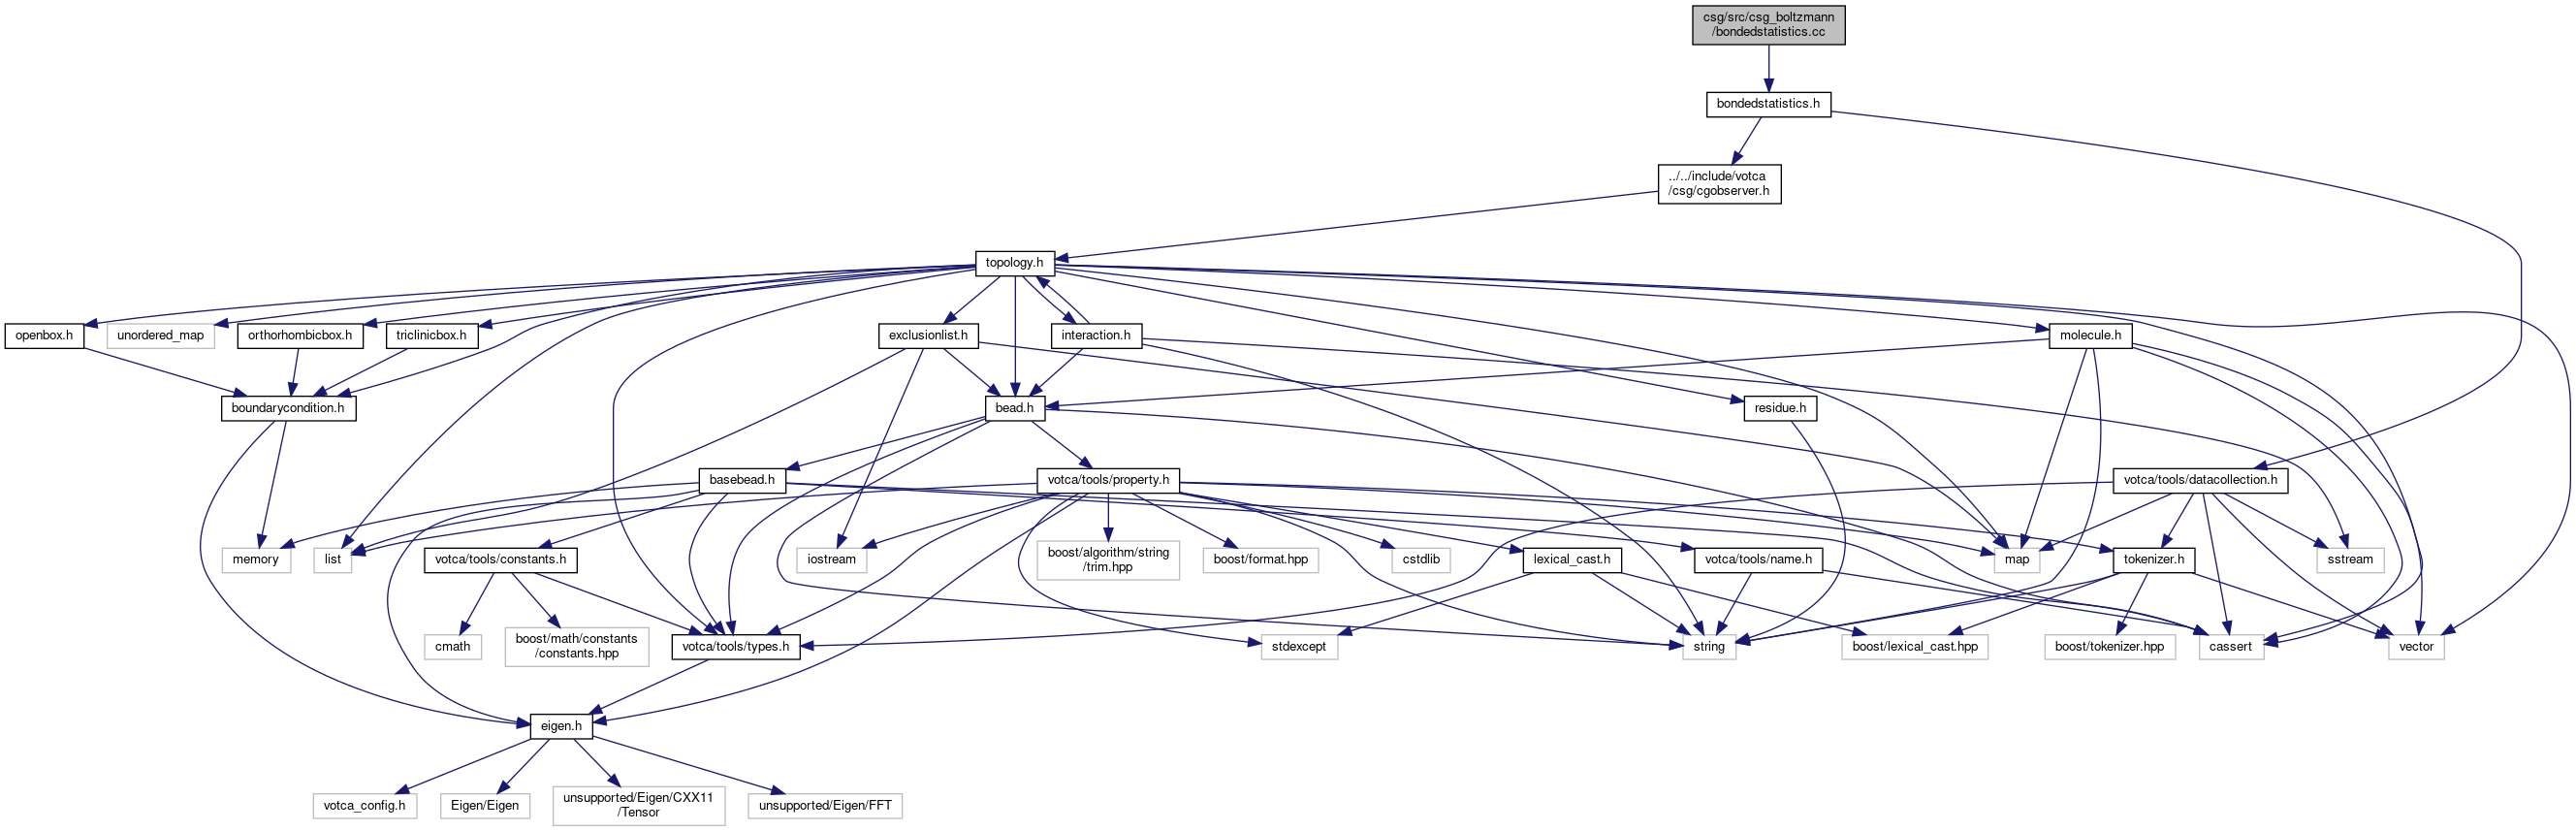 csg/src/csg_boltzmann
/bondedstatistics.cc
bondedstatistics.h
../../include/votca
/csg/cgobserver.h
topology.h
openbox.h
unordered_map
orthorhombicbox.h
triclinicbox.h
exclusionlist.h
interaction.h
molecule.h
boundarycondition.h
bead.h
residue.h
basebead.h
votca/tools/property.h
votca/tools/datacollection.h
memory
list
votca/tools/constants.h
iostream
boost/algorithm/string
/trim.hpp
boost/format.hpp
cstdlib
lexical_cast.h
votca/tools/name.h
map
tokenizer.h
sstream
cmath
boost/math/constants
/constants.hpp
votca/tools/types.h
stdexcept
string
boost/lexical_cast.hpp
boost/tokenizer.hpp
cassert
vector
eigen.h
votca_config.h
Eigen/Eigen
unsupported/Eigen/CXX11
/Tensor
unsupported/Eigen/FFT